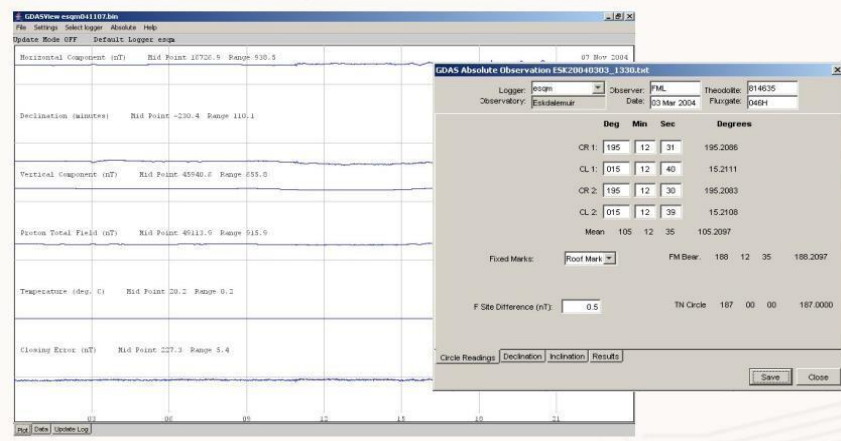 GDASView esqm041107.bin
File Settings Select logger Absolute Help
Update Mode OFF Default Logger esqm
Horizontal Component (nT) Mid Point 16726.9 Range 938.5
07 Nov 2004
Declination (minutes) Mid Point -230.4 Range 110.1
Vertical Component (nT) Mid Point 45948.6 Range 655.8
Proton Total Field (nT) Mid Point 49113.9 Range 915.9
Temperature (deg. C) Mid Point 20.2 Range 0.2
Closing Error (nT) Mid Point 227.3 Range 5.4
03 06 09 12 15 18 21
Plot Data Update Log
GDAS Absolute Observation ESK20040303_1330.txt
Logger: esqm Observer: FML Theodolite: 814635
Observatory: Eskdalemuir Date: 03 Mar 2004 Fluxgate: 046H
Deg Min Sec Degrees
CR 1: 195 12 31 195.2086
CL 1: 015 12 40 15.2111
CR 2: 195 12 30 195.2083
CL 2: 015 12 39 15.2108
Mean 105 12 35 105.2097
Fixed Marks: Roof Mark FM Bear. 188 12 35 188.2097
F Site Difference (nT): 0.5 TN Circle 187 00 00 187.0000
Circle Readings Declination Inclination Results
Save Close